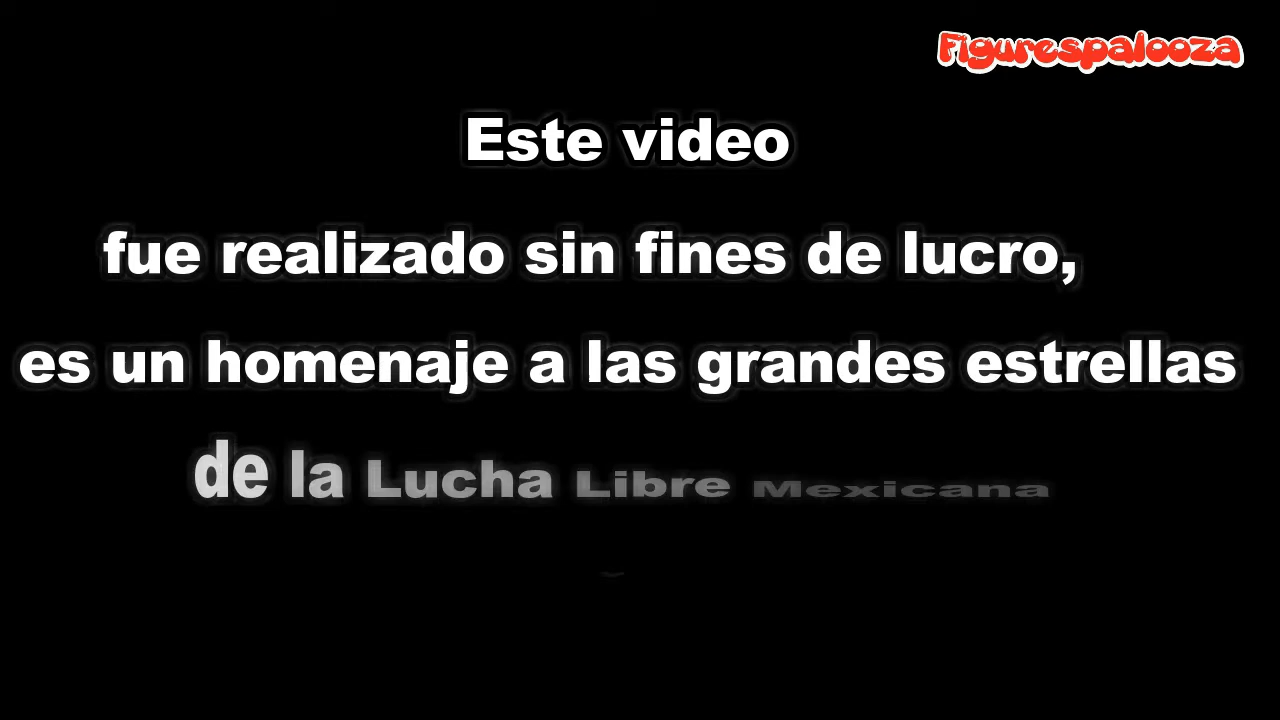 Figurespalooza
Este video
fue realizado sin fines de lucro,
es un homenaje a las grandes estrellas
de la Lucha Libre Mexicana